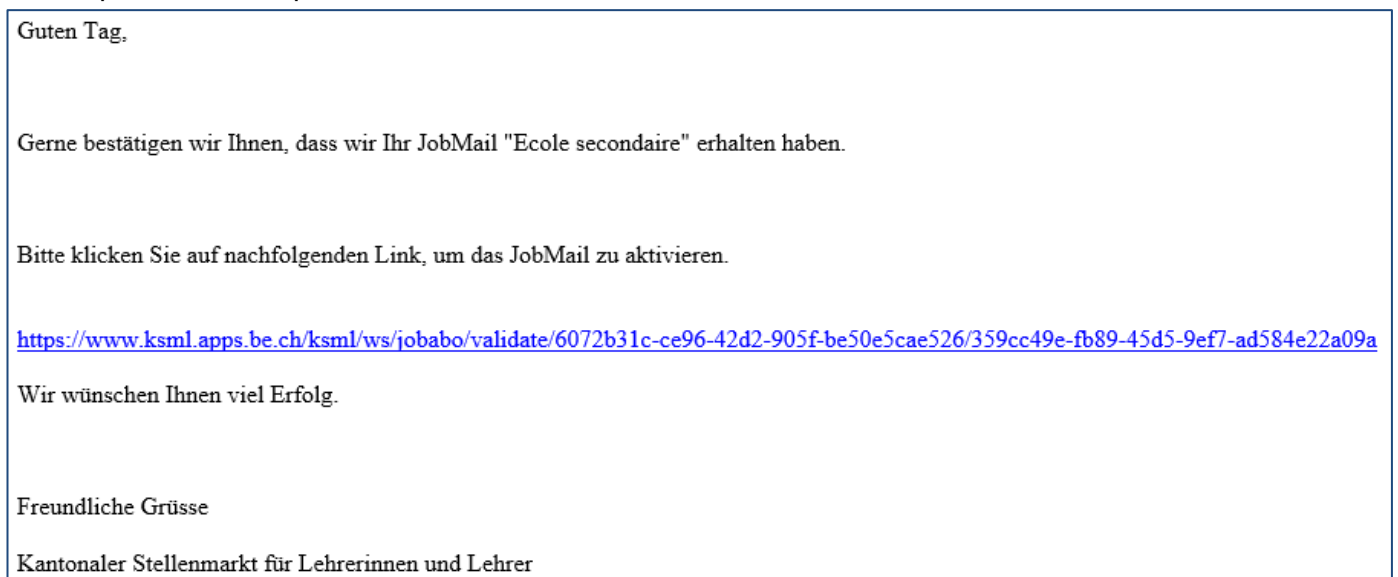 Guten Tag,
Gerne bestätigen wir Ihnen, dass wir Ihr JobMail "Ecole secondaire" erhalten haben.
Bitte klicken Sie auf nachfolgenden Link, um das JobMail zu aktivieren.
https://www.ksml.apps.be.ch/ksml/ws/jobabo/validate/6072b31c-ce96-42d2-905f-be50e5cae526/359cc49e-fb89-45d5-9ef7-ad584e22a09a
Wir wünschen Ihnen viel Erfolg.
Freundliche Grüsse
Kantonaler Stellenmarkt für Lehrerinnen und Lehrer